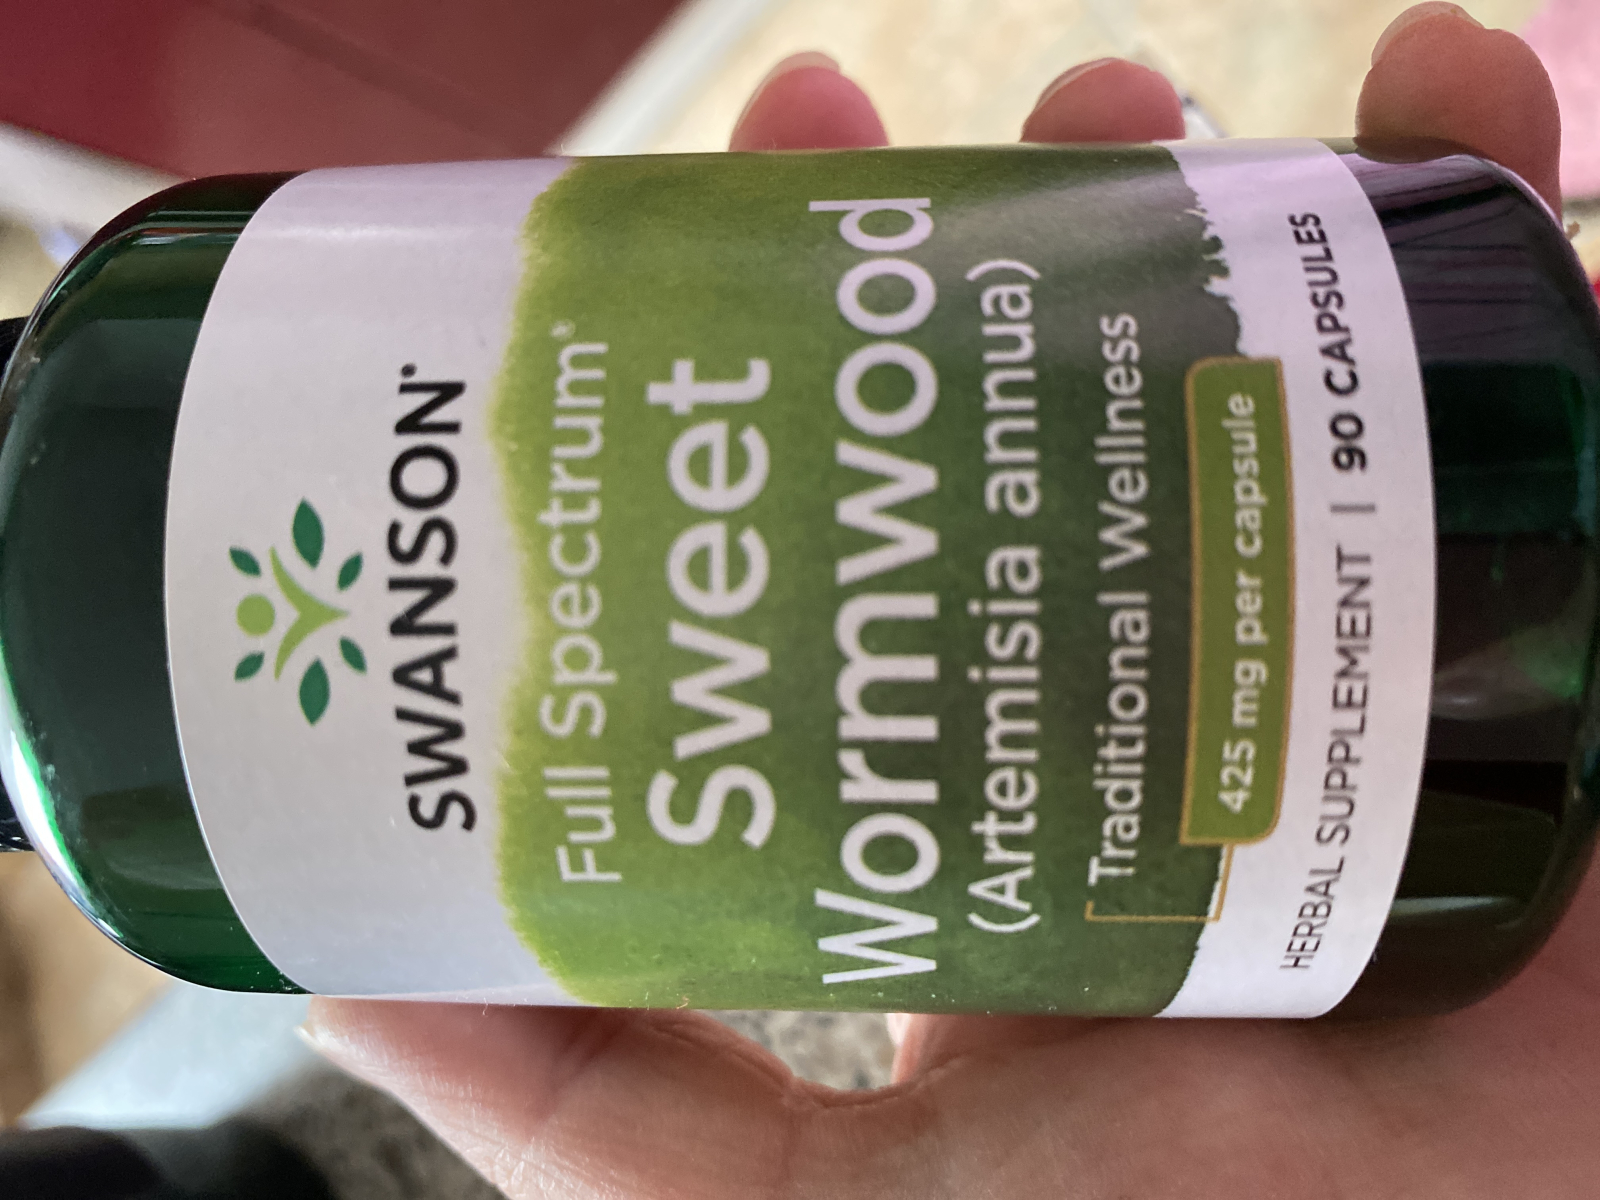 SWANSON®
Full Spectrum®
Sweet
Wormwood
(Artemisia annua)
Traditional Wellness
425 mg per capsule
HERBAL SUPPLEMENT | 90 CAPSULES